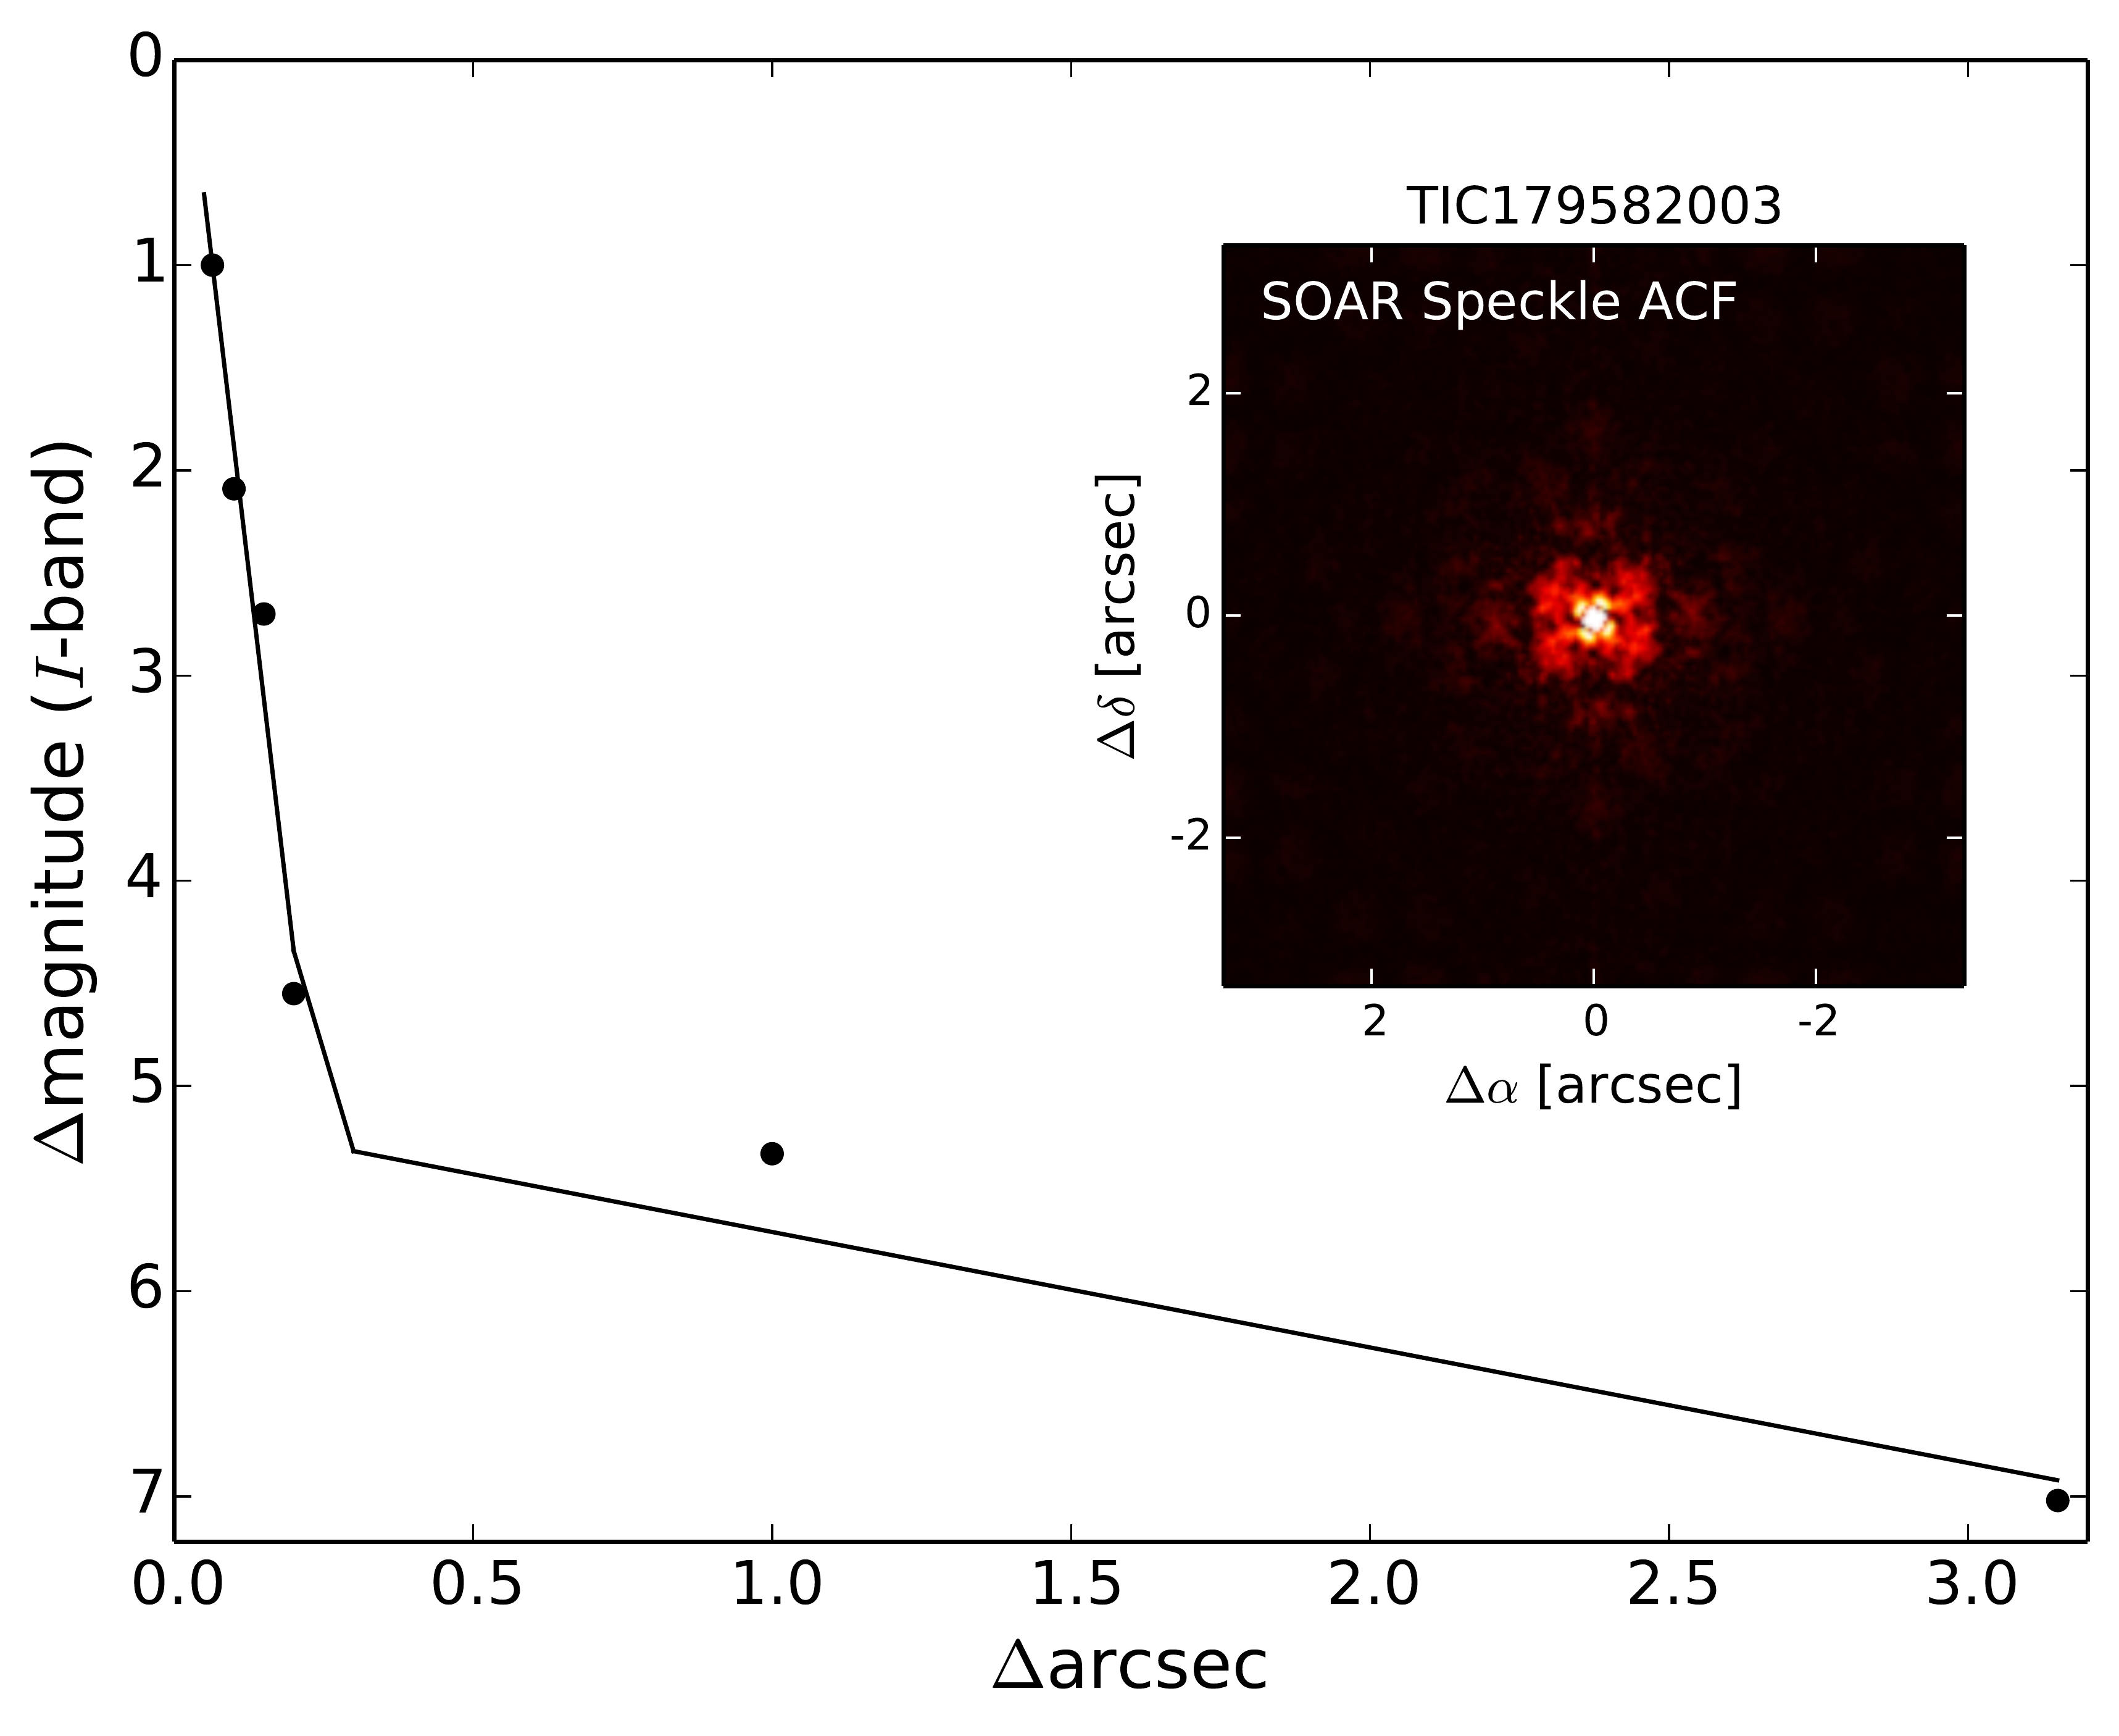 0
1
2
3
4
5
6
7
Δmagnitude (I-band)
0.0 0.5 1.0 1.5 2.0 2.5 3.0
Δarcsec
TIC179582003
SOAR Speckle ACF
2
0
-2
Δδ [arcsec]
2 0 -2
Δα [arcsec]